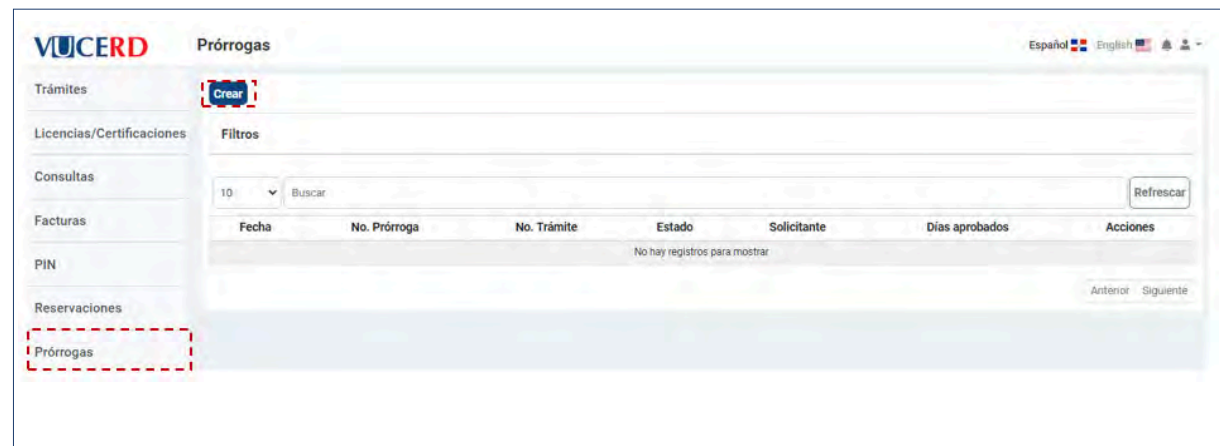 VUCERD
Prórrogas
Español English
Trámites
Licencias/Certificaciones
Consultas
Facturas
PIN
Reservaciones
Prórrogas
Crear
Filtros
10 Buscar Refrescar
Fecha No. Prórroga No. Trámite Estado Solicitante Días aprobados Acciones
No hay registros para mostrar
Anterior Siguiente